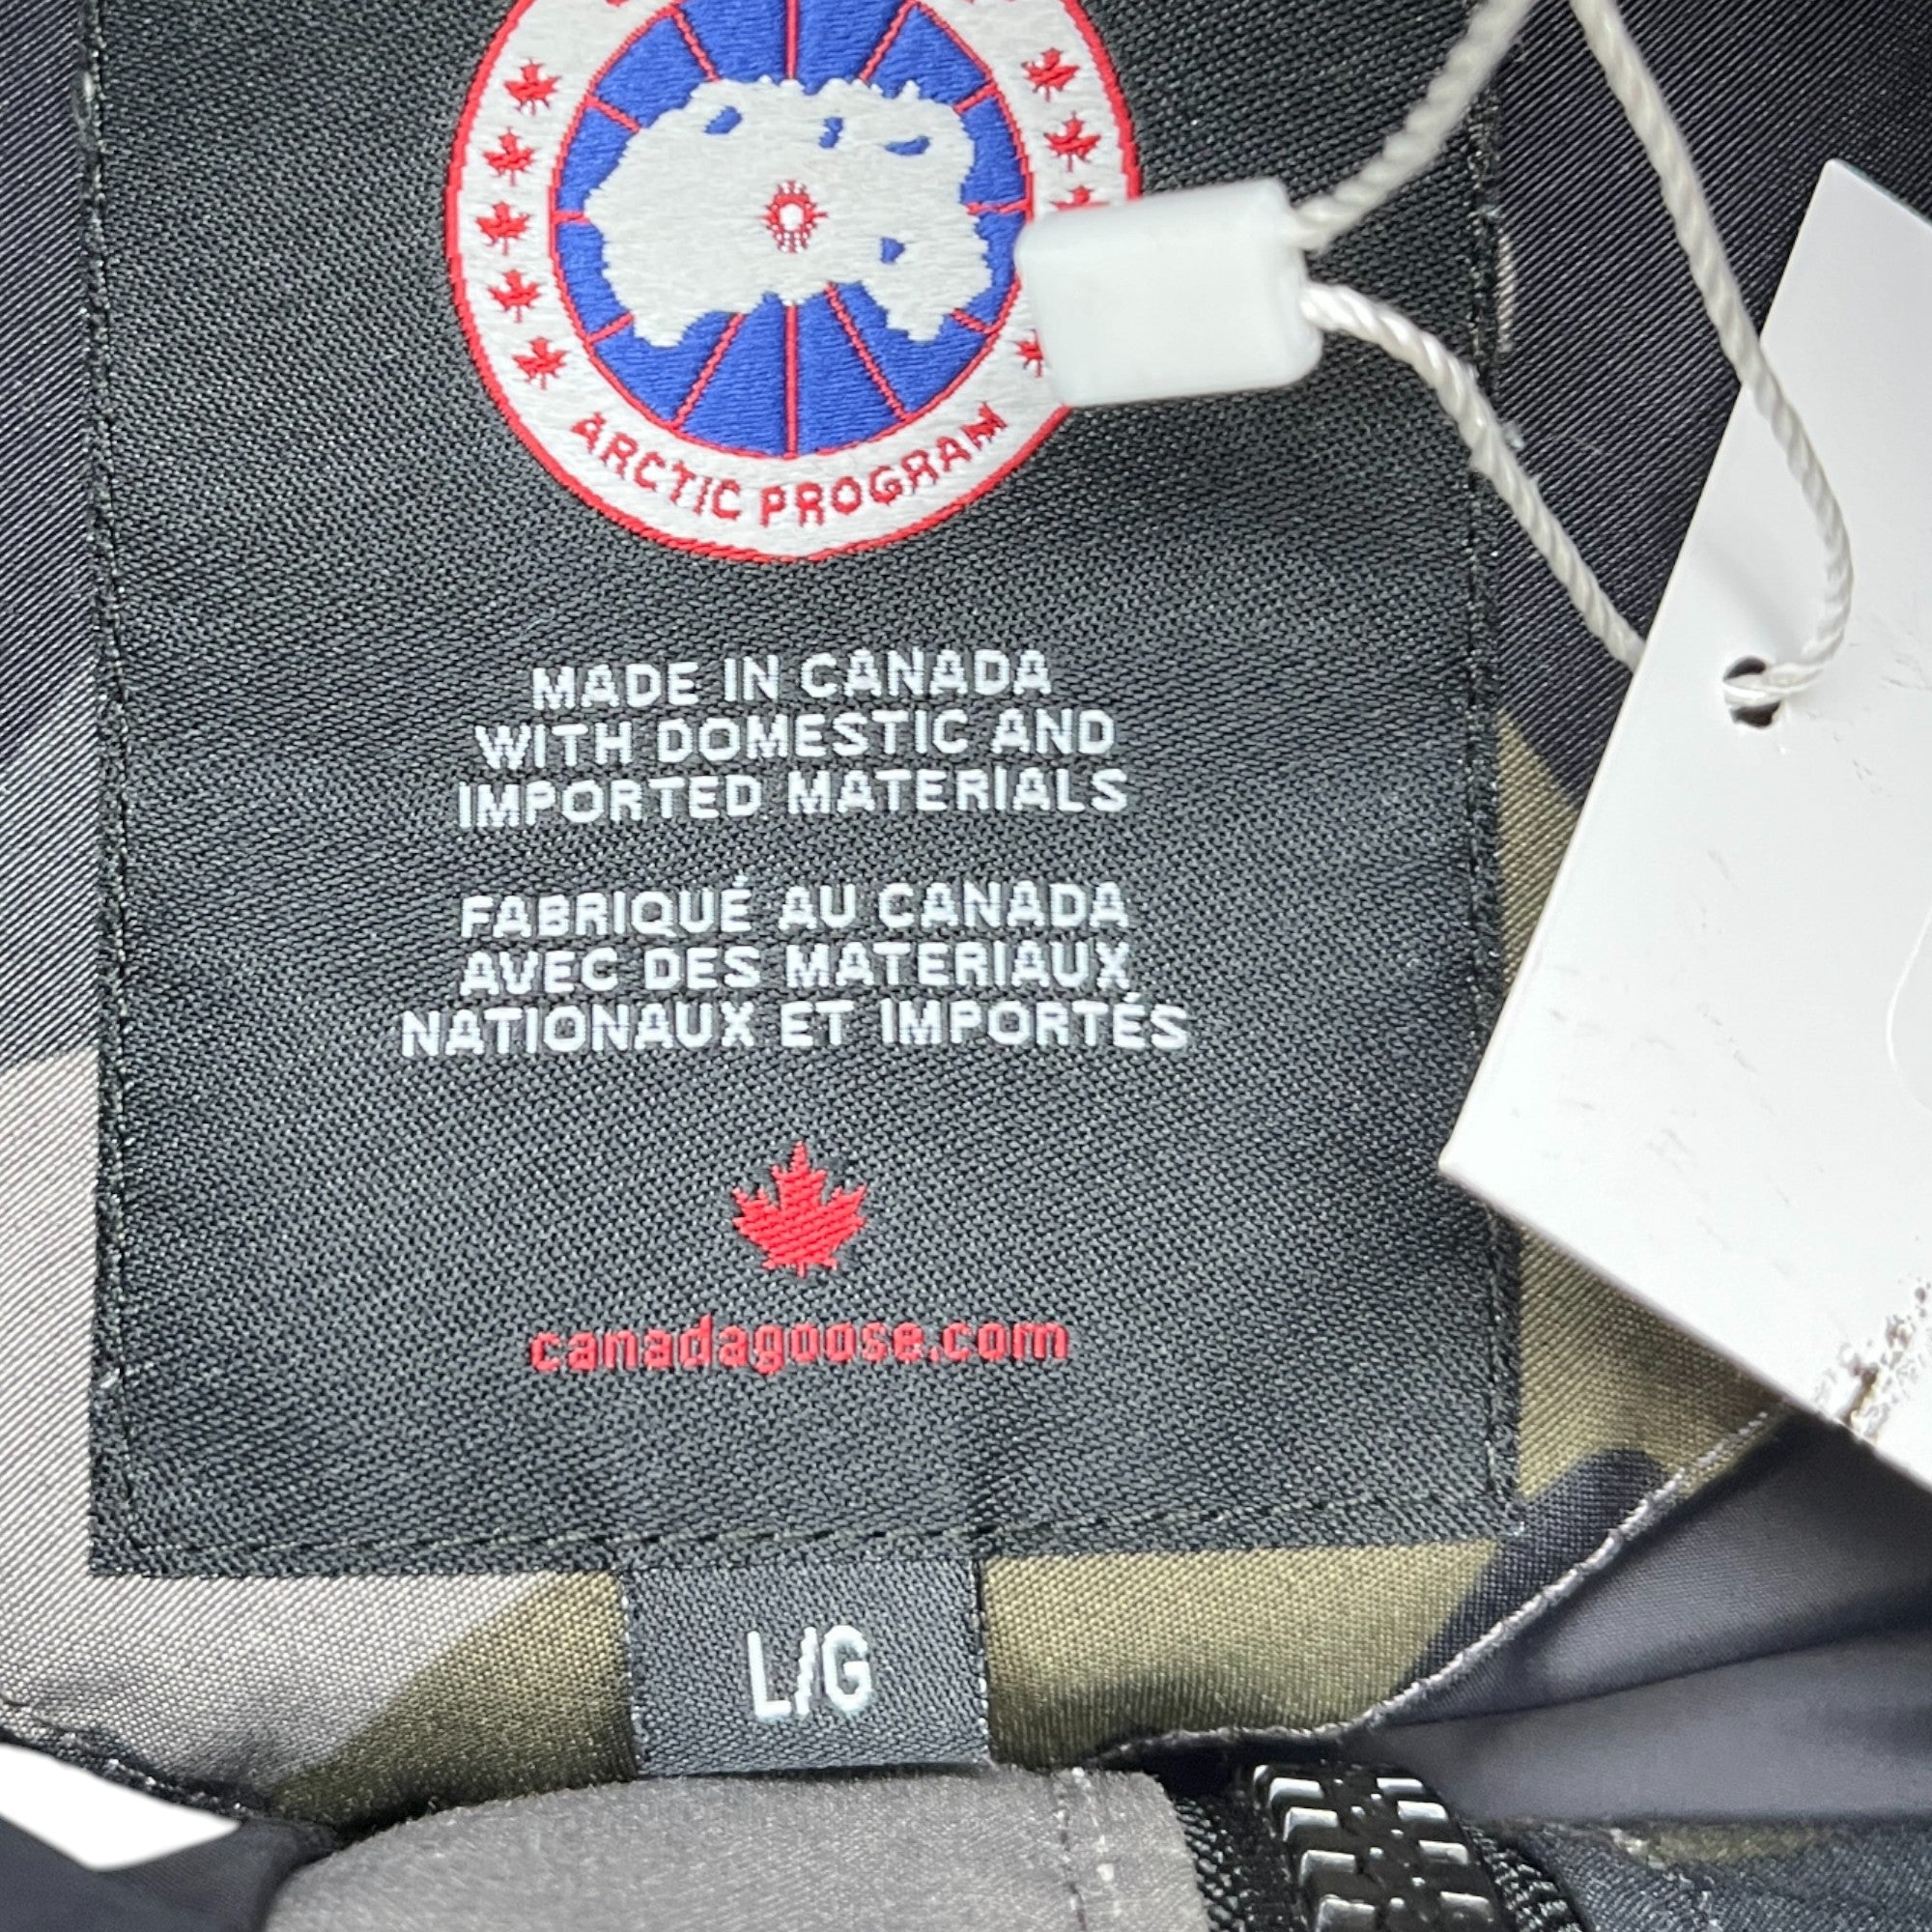 ARCTIC PROGRAM
MADE IN CANADA
WITH DOMESTIC AND
IMPORTED MATERIALS
FABRIQUÉ AU CANADA
AVEC DES MATERIAUX
NATIONAUX ET IMPORTÉS
canadagoose.com
L/G